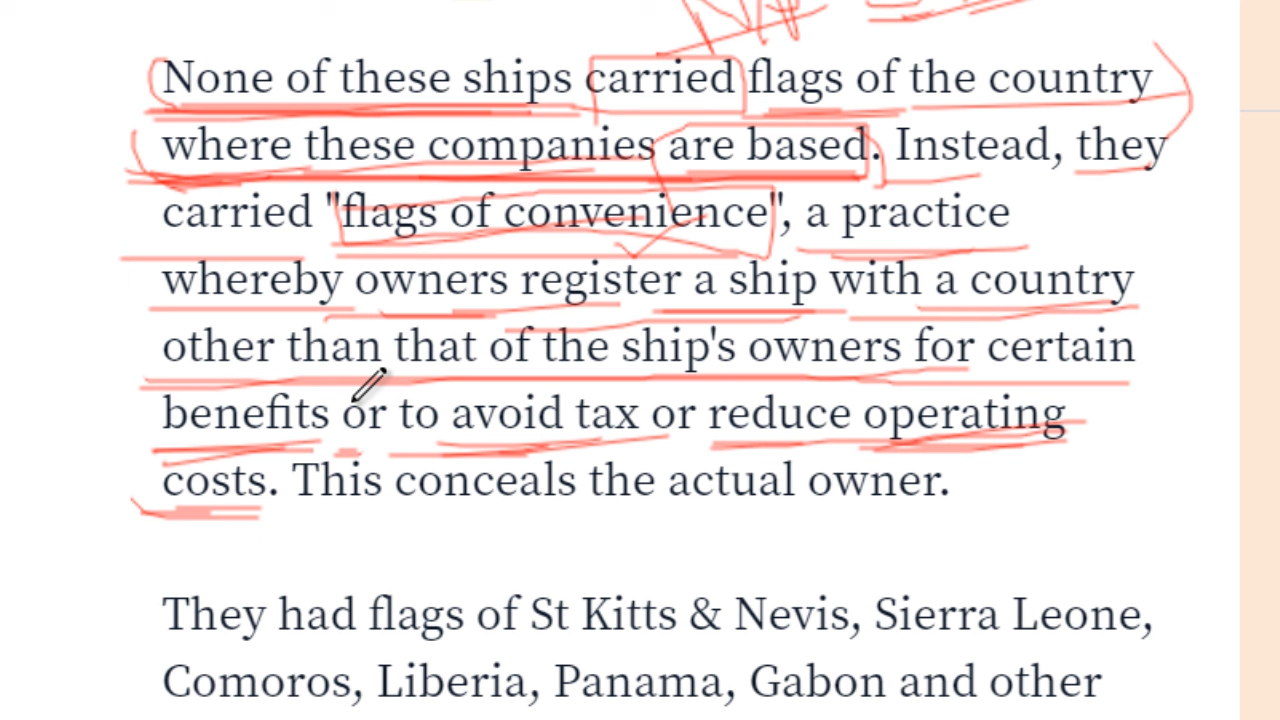 None of these ships carried flags of the country
where these companies are based. Instead, they
carried "flags of convenience", a practice
whereby owners register a ship with a country
other than that of the ship's owners for certain
benefits or to avoid tax or reduce operating
costs. This conceals the actual owner.
They had flags of St Kitts & Nevis, Sierra Leone,
Comoros, Liberia, Panama, Gabon and other